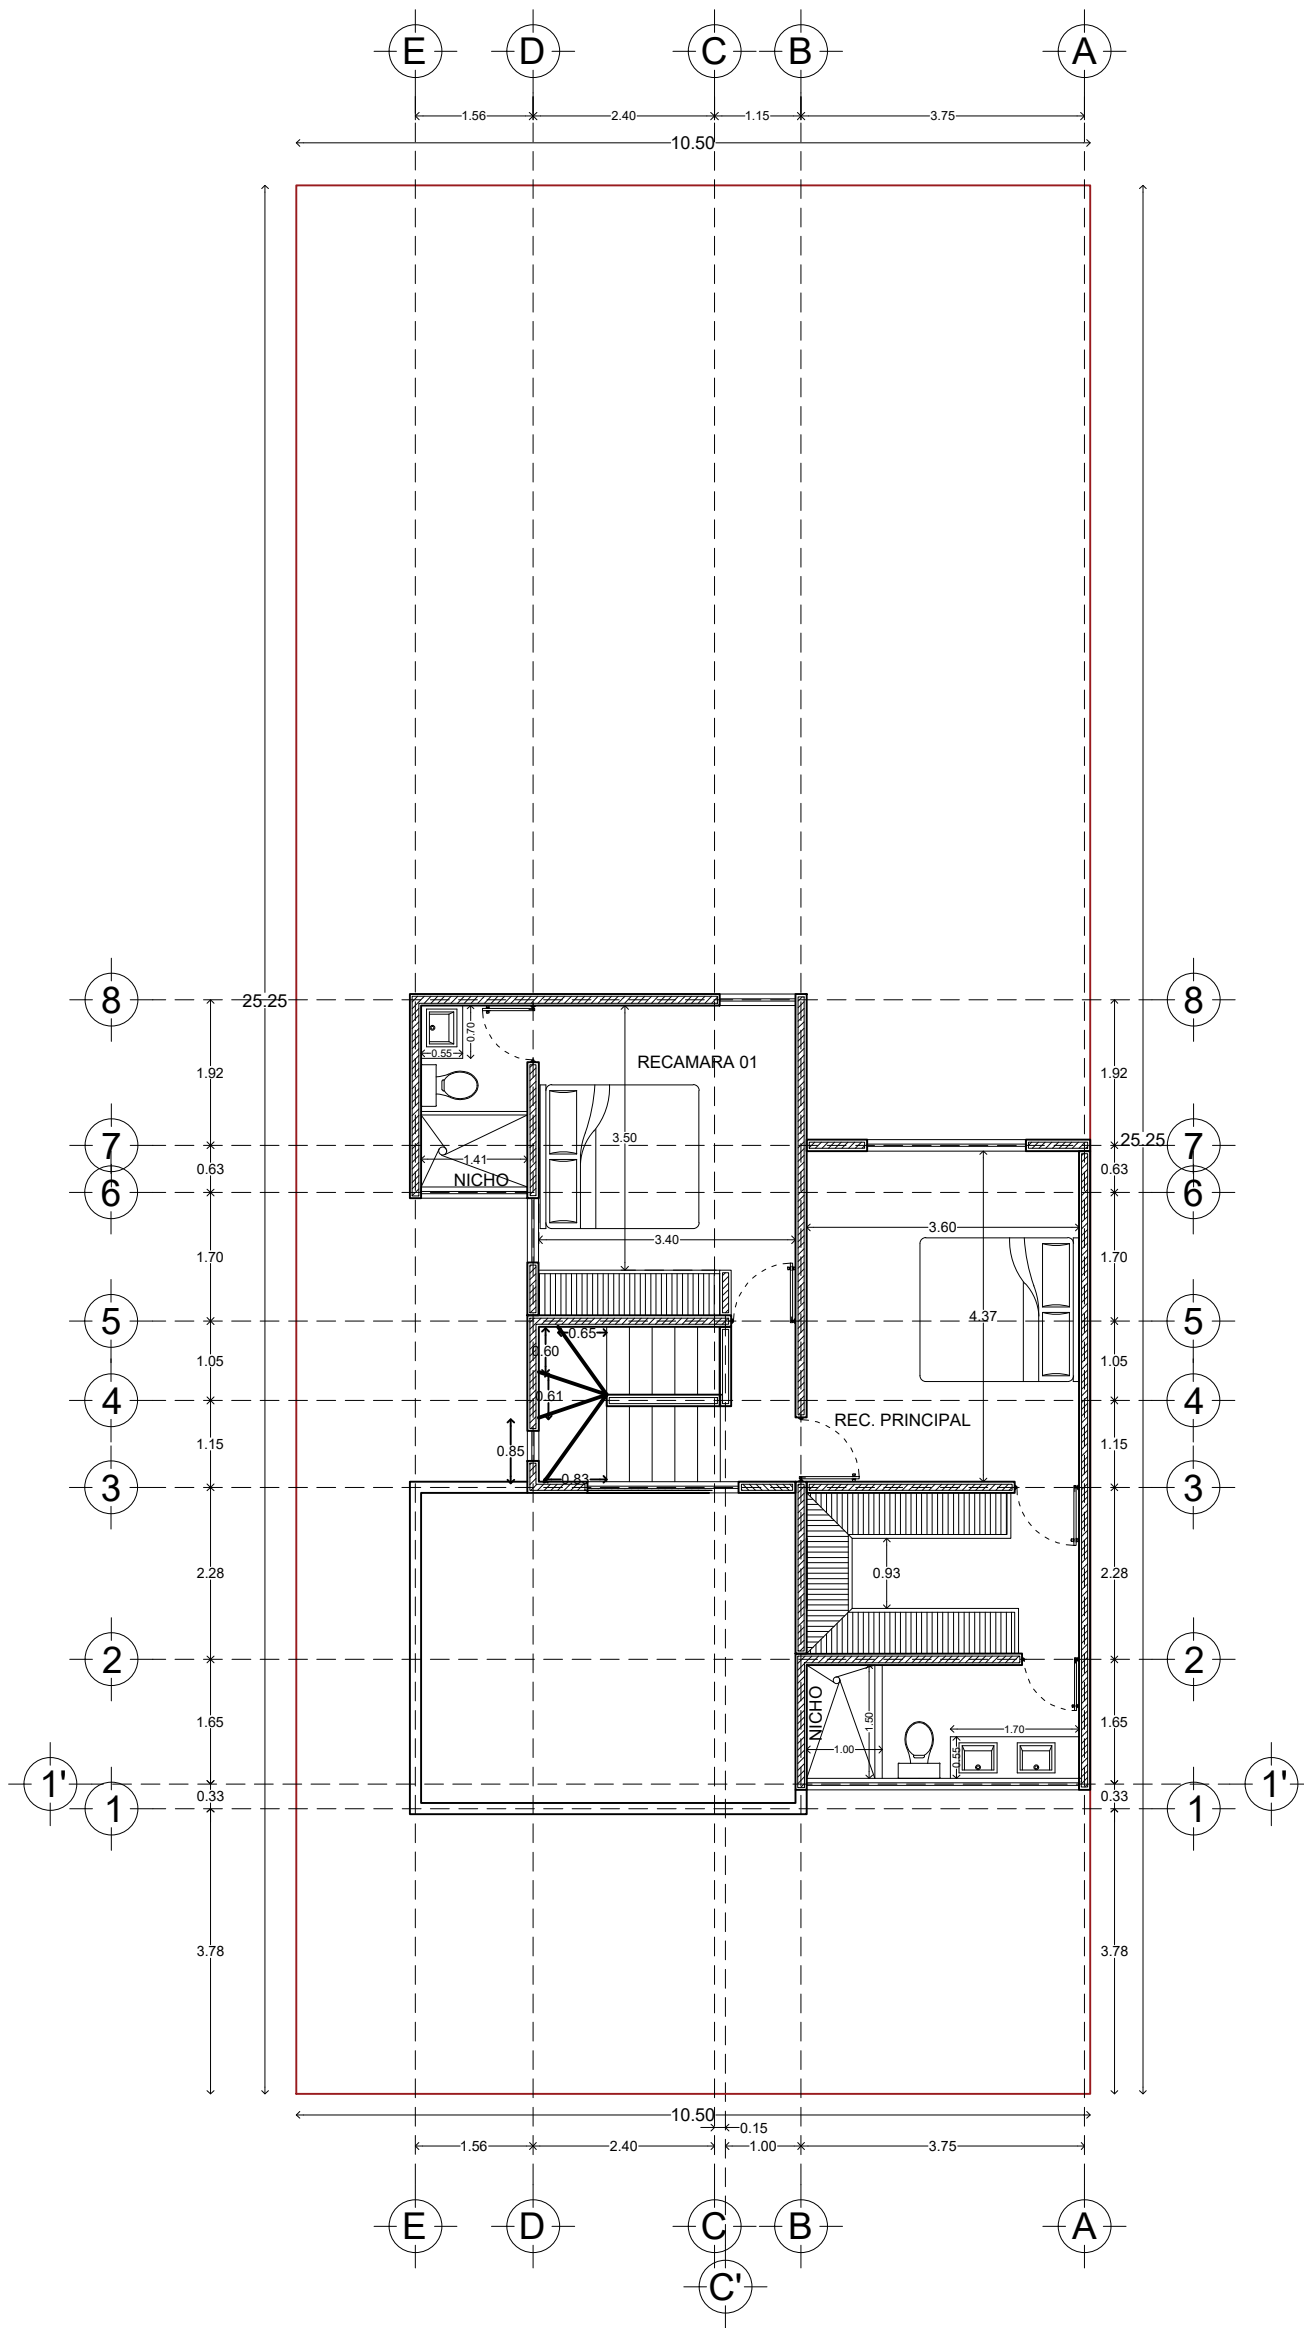 E D C B A
1.56 2.40 1.15 3.75
10.50
8 25.25 8
0.70
0.55
RECAMARA 01
1.92 1.92
3.50
7 25.25 7
1.41
0.63 0.63
NICHO
6 6
3.60
3.40
1.70 1.70
4.37
5 5
0.65
0.60
1.05 1.05
0.61
4 4
REC. PRINCIPAL
1.15 0.85 1.15
0.83
3 3
2.28 0.93 2.28
2 2
NICHO
1.50
1.65 1.70 1.65
1.00 0.55
1' 1'
0.33 0.33
1 1
3.78 3.78
10.50
0.15
1.56 2.40 1.00 3.75
E D C B A
C'